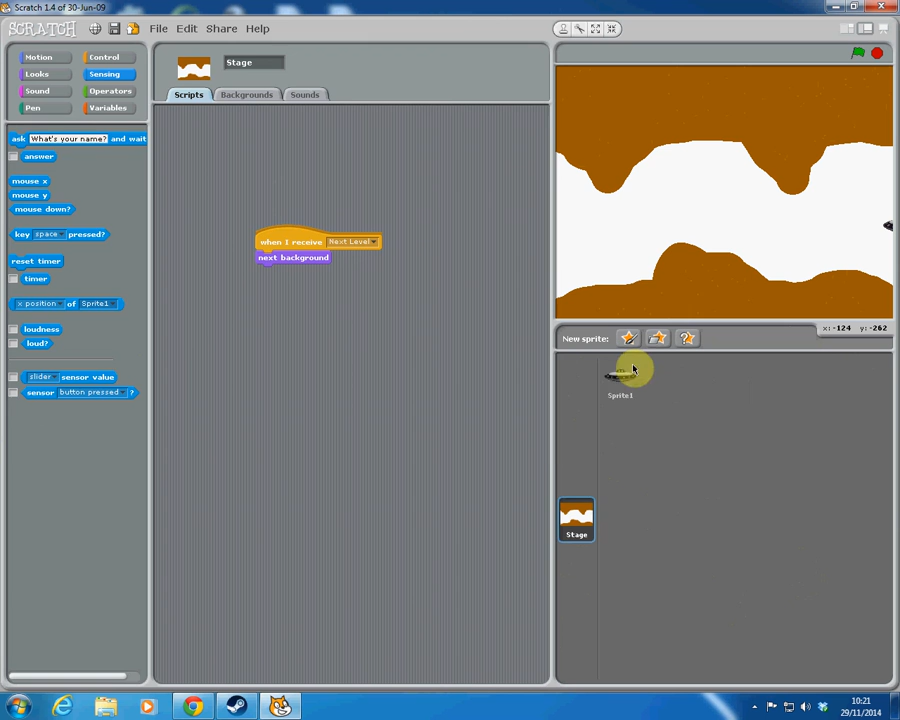 Scratch 1.4 of 30-Jun-09
SCRATCH
File Edit Share Help
Motion Control
Looks Sensing
Sound Operators
Pen Variables
Stage
Scripts Backgrounds Sounds
ask What's your name? and wait
answer
mouse x
mouse y
mouse down?
key space pressed?
reset timer
timer
x position of Sprite1
loudness
loud?
slider sensor value
sensor button pressed ?
when I receive Next Level
next background
x: -124 y: -262
New sprite:
Sprite1
Stage
10:21
29/11/2014